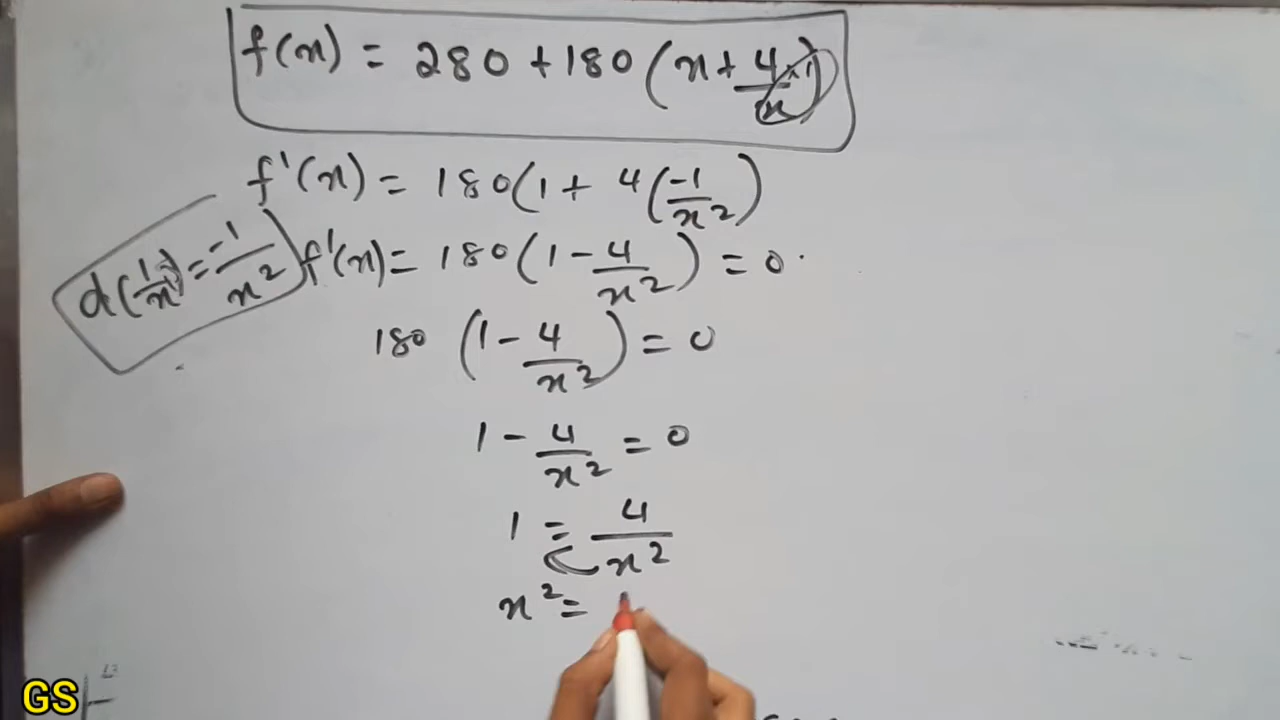 f(x) = 280 + 180 (x + 4/x)
f'(x) = 180(1 + 4(-1/x²)
d(1/x) = -1/x²
f'(x) = 180(1 - 4/x²) = 0.
180 (1 - 4/x²) = 0
1 - 4/x² = 0
1 = 4/x²
x² =
GS